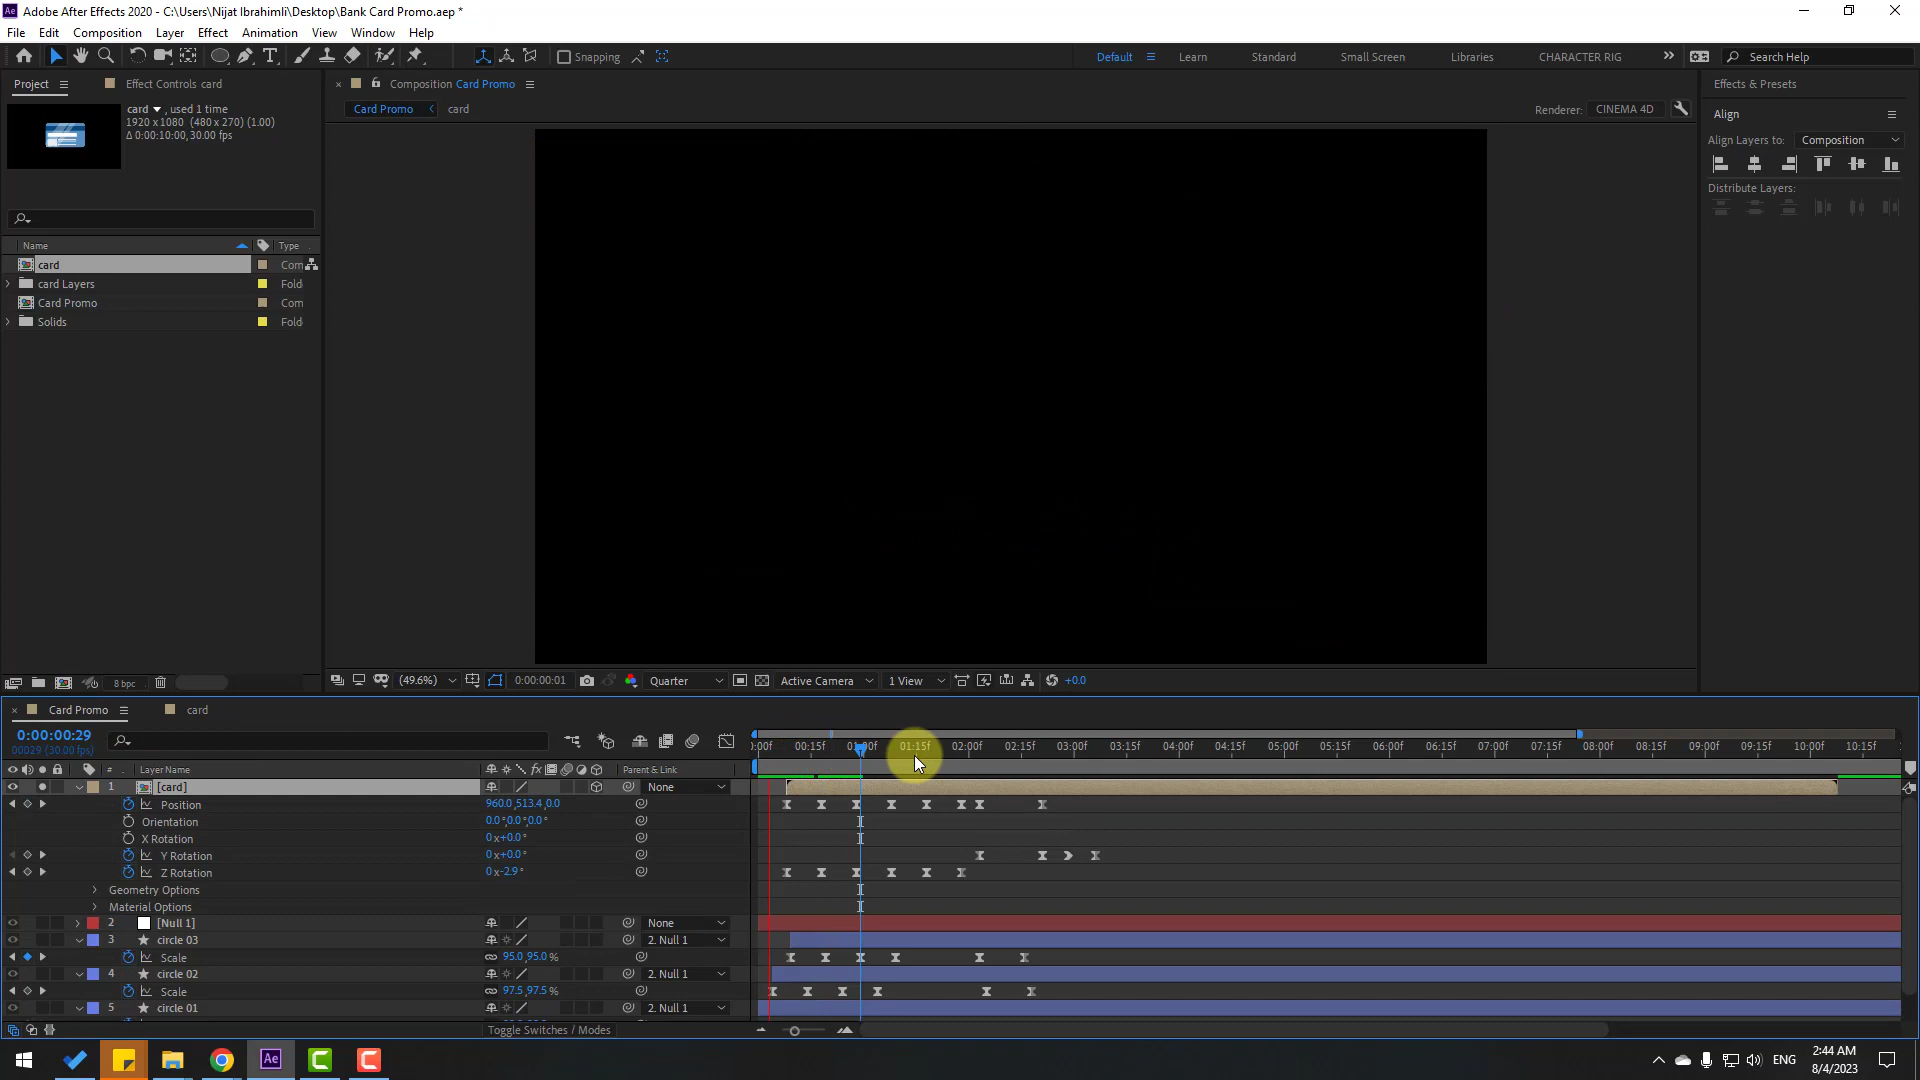 Adobe After Effects 2020 - C:\Users\Nijat Ibrahimli\Desktop\Bank Card Promo.aep *
File Edit Composition Layer Effect Animation View Window Help
Snapping
Default Learn Standard Small Screen Libraries CHARACTER RIG Search Help
Project Effect Controls card
Composition Card Promo
Effects & Presets
card , used 1 time
1920 x 1080 (480 x 270) (1.00)
Δ 0:00:10:00, 30.00 fps
Card Promo card
Renderer: CINEMA 4D
Align
Align Layers to: Composition
Distribute Layers:
Name Type
card Com
card Layers Fold
Card Promo Com
Solids Fold
8 bpc
(49.6%) 0:00:00:01 Quarter Active Camera 1 View +0.0
Card Promo card
0:00:00:29
00029 (30.00 fps)
:00f 00:15f 01:00f 01:15f 02:00f 02:15f 03:00f 03:15f 04:00f 04:15f 05:00f 05:15f 06:00f 06:15f 07:00f 07:15f 08:00f 08:15f 09:00f 09:15f 10:00f 10:15f
# Layer Name Parent & Link
1 [card] None
Position 960.0,513.4,0.0
Orientation 0.0°,0.0°,0.0°
X Rotation 0x+0.0°
Y Rotation 0x+0.0°
Z Rotation 0x-2.9°
Geometry Options
Material Options
2 [Null 1] None
3 circle 03 2. Null 1
Scale 95.0,95.0%
4 circle 02 2. Null 1
Scale 97.5,97.5%
5 circle 01 2. Null 1
Toggle Switches / Modes
ENG
2:44 AM
8/4/2023